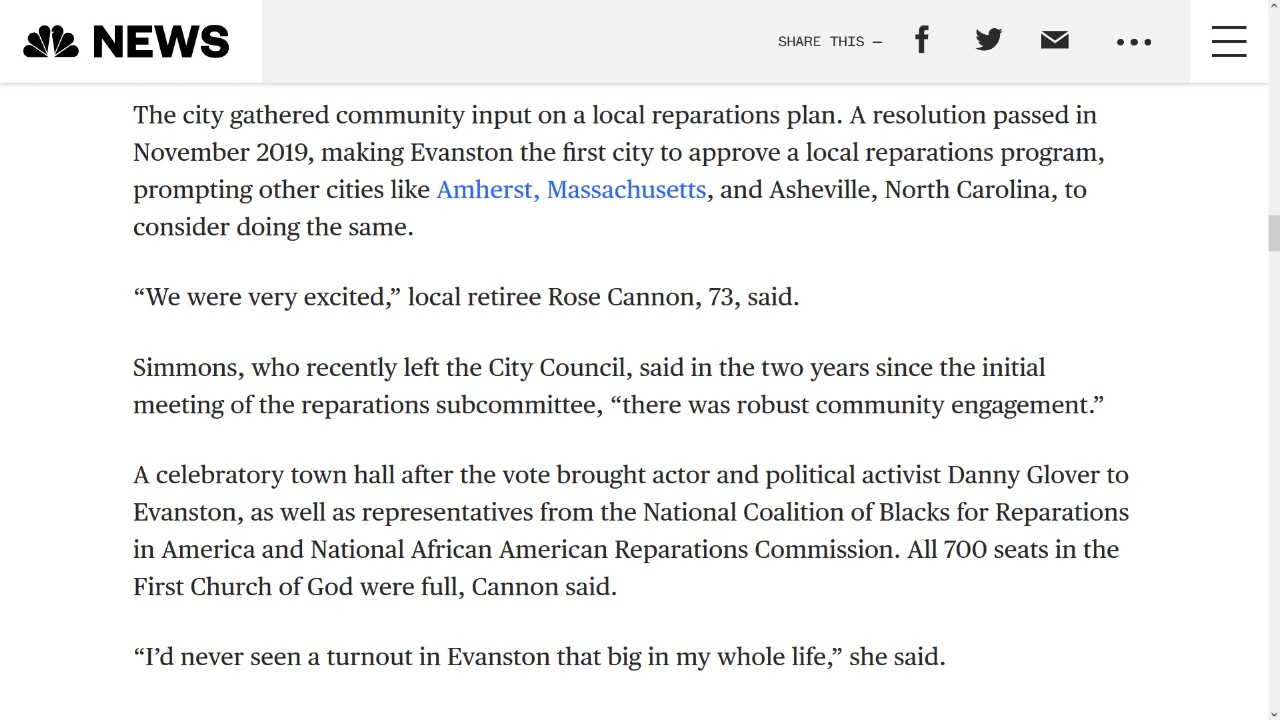 NEWS
SHARE THIS —
The city gathered community input on a local reparations plan. A resolution passed in
November 2019, making Evanston the first city to approve a local reparations program,
prompting other cities like Amherst, Massachusetts, and Asheville, North Carolina, to
consider doing the same.
“We were very excited,” local retiree Rose Cannon, 73, said.
Simmons, who recently left the City Council, said in the two years since the initial
meeting of the reparations subcommittee, “there was robust community engagement.”
A celebratory town hall after the vote brought actor and political activist Danny Glover to
Evanston, as well as representatives from the National Coalition of Blacks for Reparations
in America and National African American Reparations Commission. All 700 seats in the
First Church of God were full, Cannon said.
“I’d never seen a turnout in Evanston that big in my whole life,” she said.